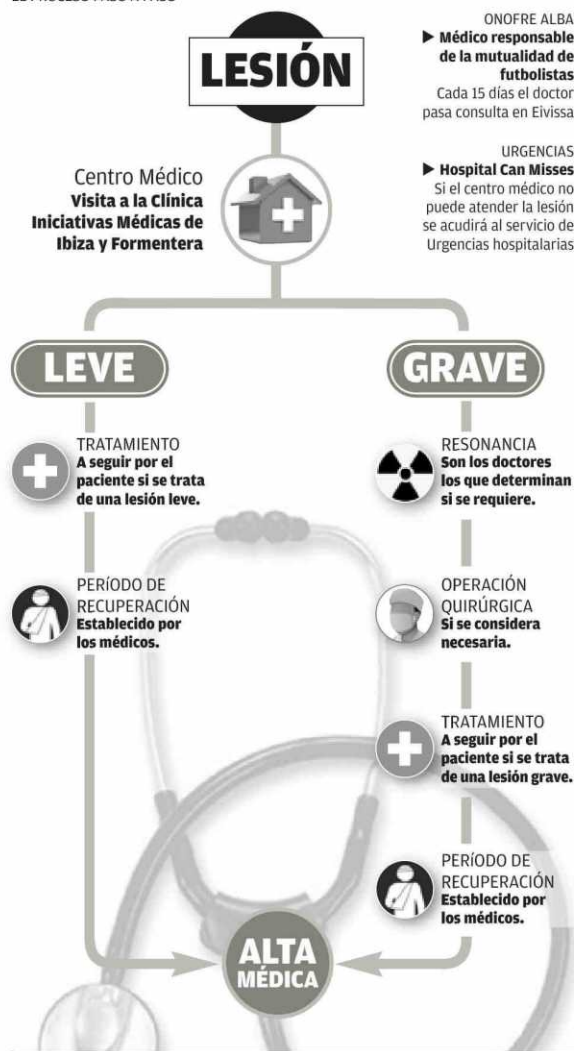 LESIÓN
ONOFRE ALBA
▶ Médico responsable
de la mutualidad de
futbolistas
Cada 15 días el doctor
pasa consulta en Eivissa
URGENCIAS
▶ Hospital Can Misses
Si el centro médico no
puede atender la lesión
se acudirá al servicio de
Urgencias hospitalarias
Centro Médico
Visita a la Clínica
Iniciativas Médicas de
Ibiza y Formentera
LEVE
TRATAMIENTO
A seguir por el
paciente si se trata
de una lesión leve.
PERÍODO DE
RECUPERACIÓN
Establecido por
los médicos.
GRAVE
RESONANCIA
Son los doctores
los que determinan
si se requiere.
OPERACIÓN
QUIRÚRGICA
Si se considera
necesaria.
TRATAMIENTO
A seguir por el
paciente si se trata
de una lesión grave.
PERÍODO DE
RECUPERACIÓN
Establecido por
los médicos.
ALTA
MÉDICA